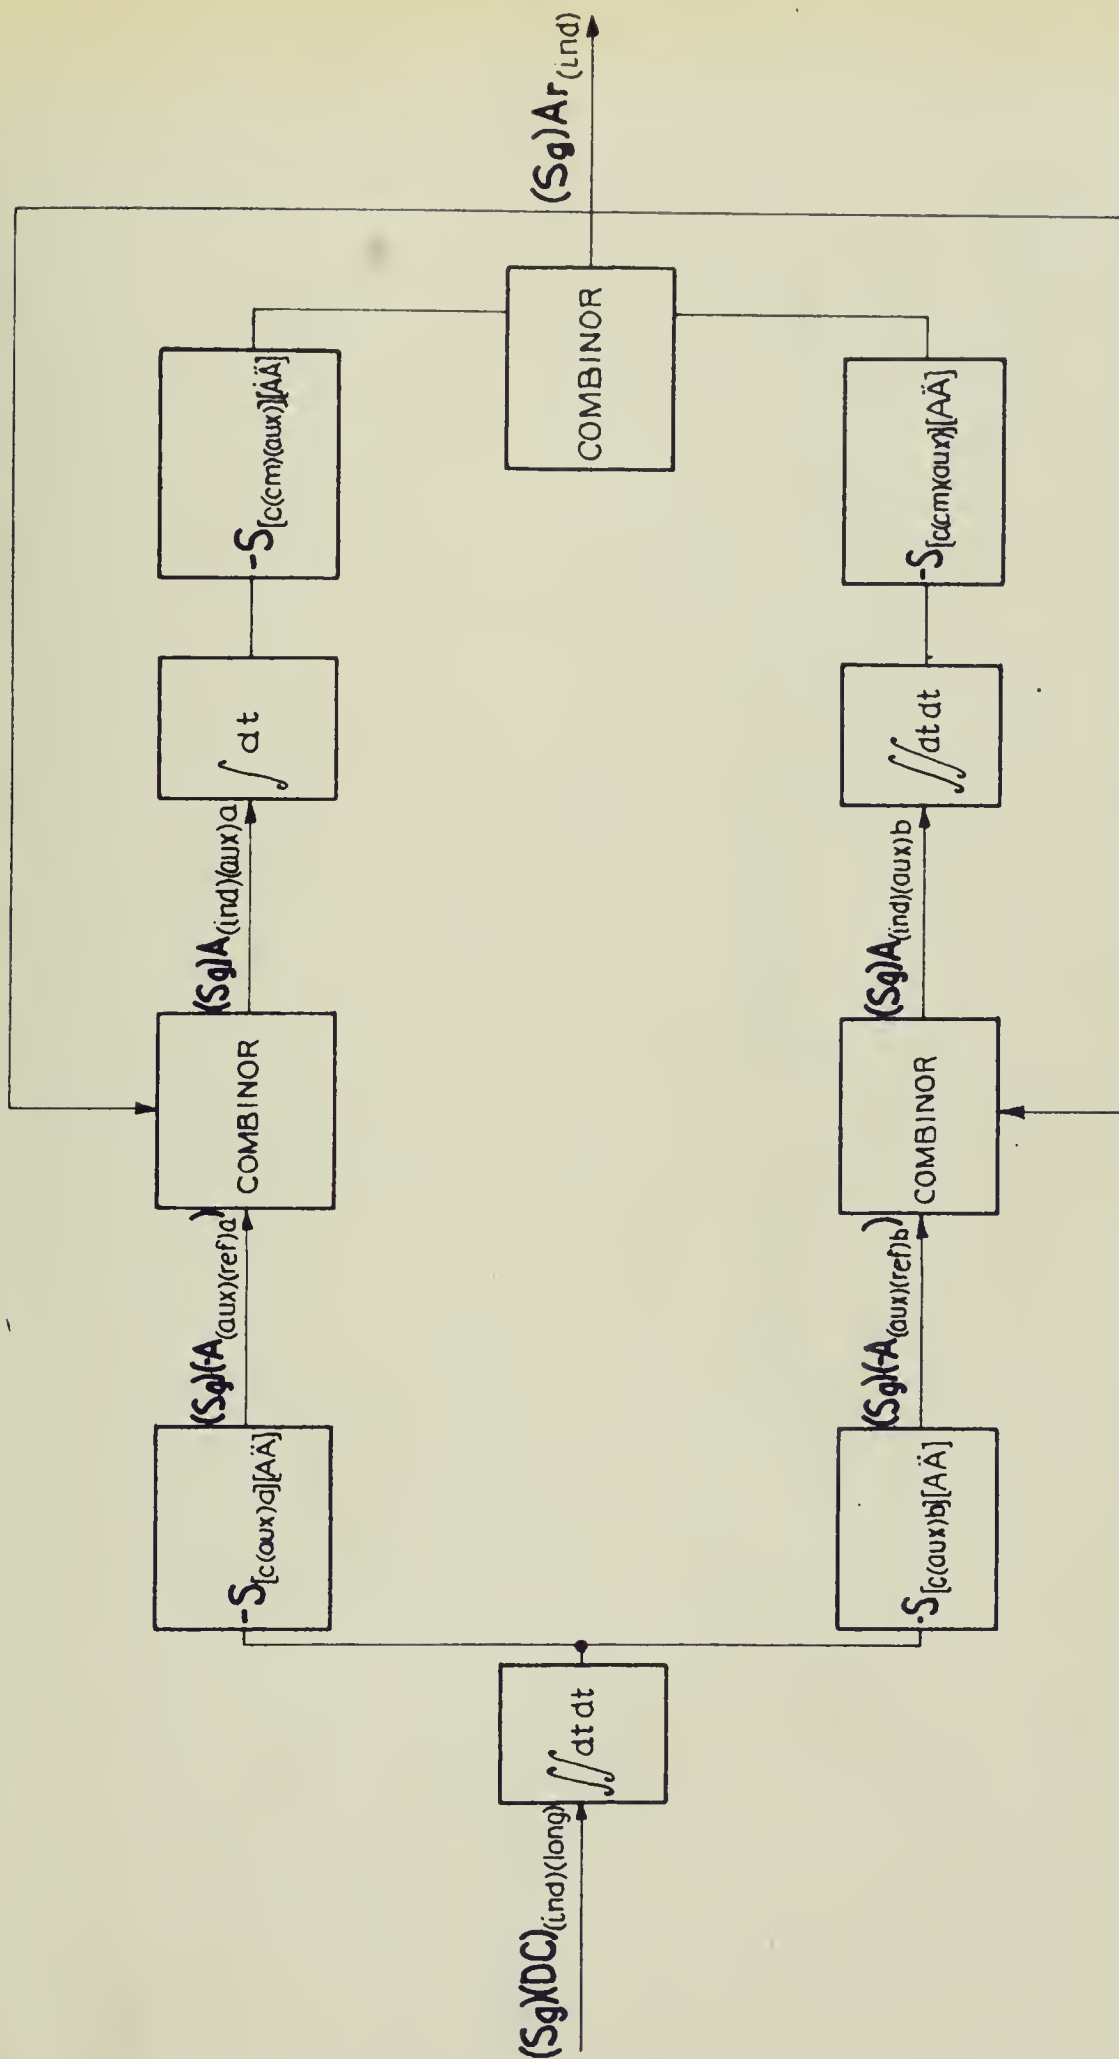 (Sg)(DC)(ind)(long)
∬dt dt
-S[c(aux)a][AÄ]
(Sg)(-A(aux)(ref)a)
COMBINOR
(Sg)A(ind)(aux)a
∫ dt
-S[c(cm)(aux)][ȦÄ]
-S[c(aux)b][AÄ]
(Sg)(-A(aux)(ref)b)
COMBINOR
(Sg)A(ind)(aux)b
∬dt dt
-S[c(cm)(aux)][AÄ]
COMBINOR
(Sg)Ar(ind)